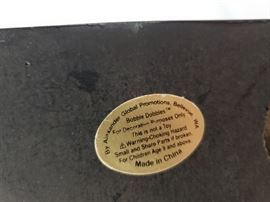 By Alexander Global Promotions, Bellevue, WA
Bobble Dobbles™
For Decorative Purposes Only
This is not a Toy
⚠Warning-Choking Hazard
Small and Sharp Parts if broken.
For Children Age 8 and above.
Made in China